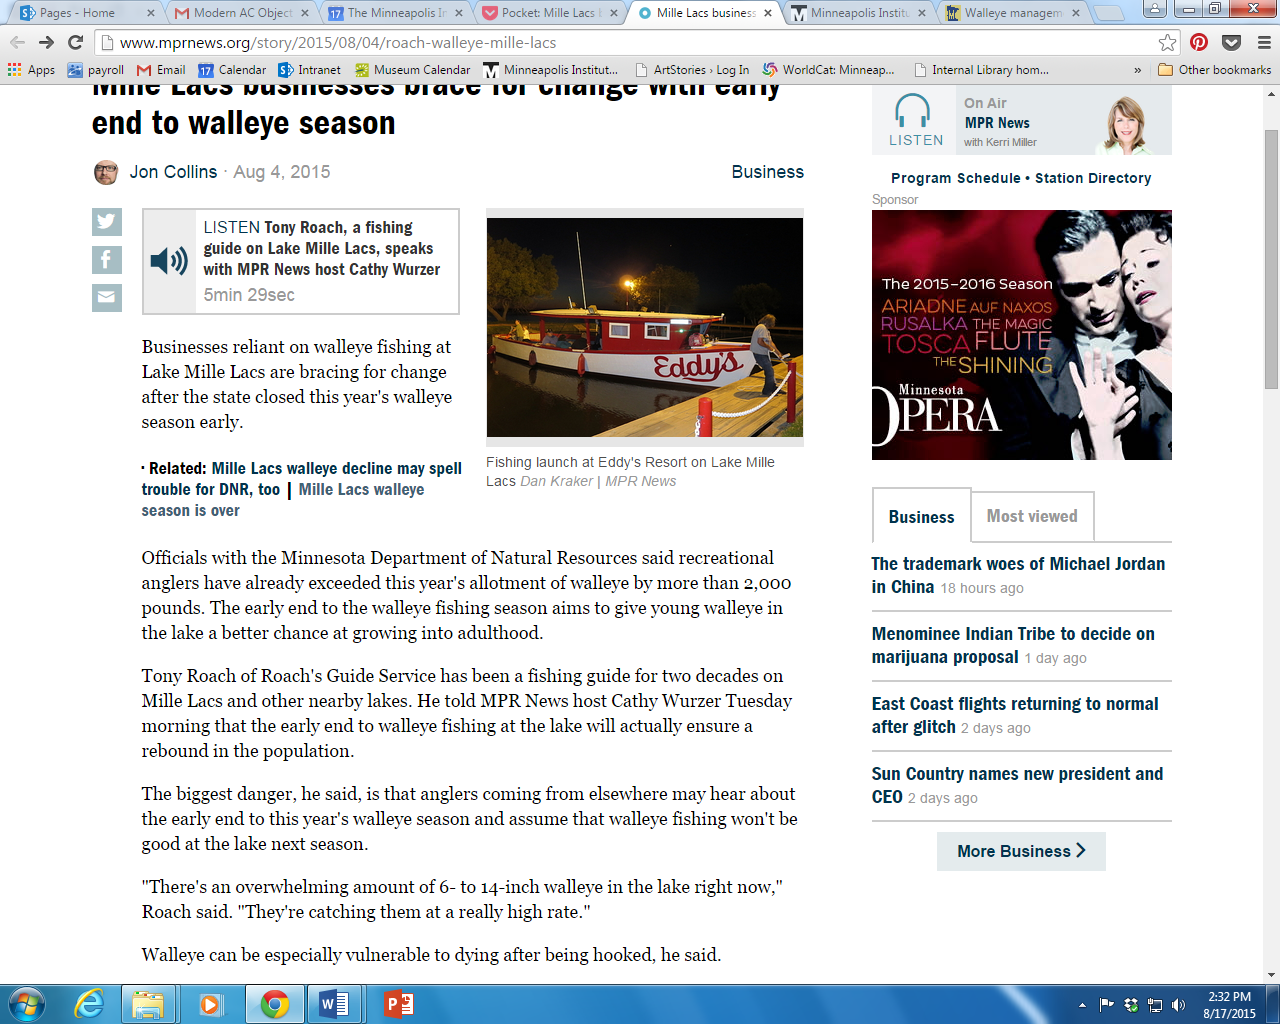 Pages - Home
Modern AC Object
The Minneapolis In
Pocket: Mille Lacs b
Mille Lacs business
Minneapolis Institu
Walleye managem
www.mprnews.org/story/2015/08/04/roach-walleye-mille-lacs
Apps
payroll
Email
Calendar
Intranet
Museum Calendar
Minneapolis Institut...
ArtStories › Log In
WorldCat: Minneap...
Internal Library hom...
»
Other bookmarks
Mille Lacs businesses brace for change with early
end to walleye season
Jon Collins · Aug 4, 2015
Business
LISTEN Tony Roach, a fishing
guide on Lake Mille Lacs, speaks
with MPR News host Cathy Wurzer
5min 29sec
Eddy's
Fishing launch at Eddy's Resort on Lake Mille
Lacs Dan Kraker | MPR News
Businesses reliant on walleye fishing at
Lake Mille Lacs are bracing for change
after the state closed this year's walleye
season early.
· Related: Mille Lacs walleye decline may spell
trouble for DNR, too | Mille Lacs walleye
season is over
Officials with the Minnesota Department of Natural Resources said recreational
anglers have already exceeded this year's allotment of walleye by more than 2,000
pounds. The early end to the walleye fishing season aims to give young walleye in
the lake a better chance at growing into adulthood.
Tony Roach of Roach's Guide Service has been a fishing guide for two decades on
Mille Lacs and other nearby lakes. He told MPR News host Cathy Wurzer Tuesday
morning that the early end to walleye fishing at the lake will actually ensure a
rebound in the population.
The biggest danger, he said, is that anglers coming from elsewhere may hear about
the early end to this year's walleye season and assume that walleye fishing won't be
good at the lake next season.
"There's an overwhelming amount of 6- to 14-inch walleye in the lake right now,"
Roach said. "They're catching them at a really high rate."
Walleye can be especially vulnerable to dying after being hooked, he said.
LISTEN
On Air
MPR News
with Kerri Miller
Program Schedule • Station Directory
Sponsor
The 2015–2016 Season
ARIADNE AUF NAXOS
RUSALKA THE MAGIC
TOSCA FLUTE
THE SHINING
Minnesota
OPERA
Business
Most viewed
The trademark woes of Michael Jordan
in China 18 hours ago
Menominee Indian Tribe to decide on
marijuana proposal 1 day ago
East Coast flights returning to normal
after glitch 2 days ago
Sun Country names new president and
CEO 2 days ago
More Business
2:32 PM
8/17/2015